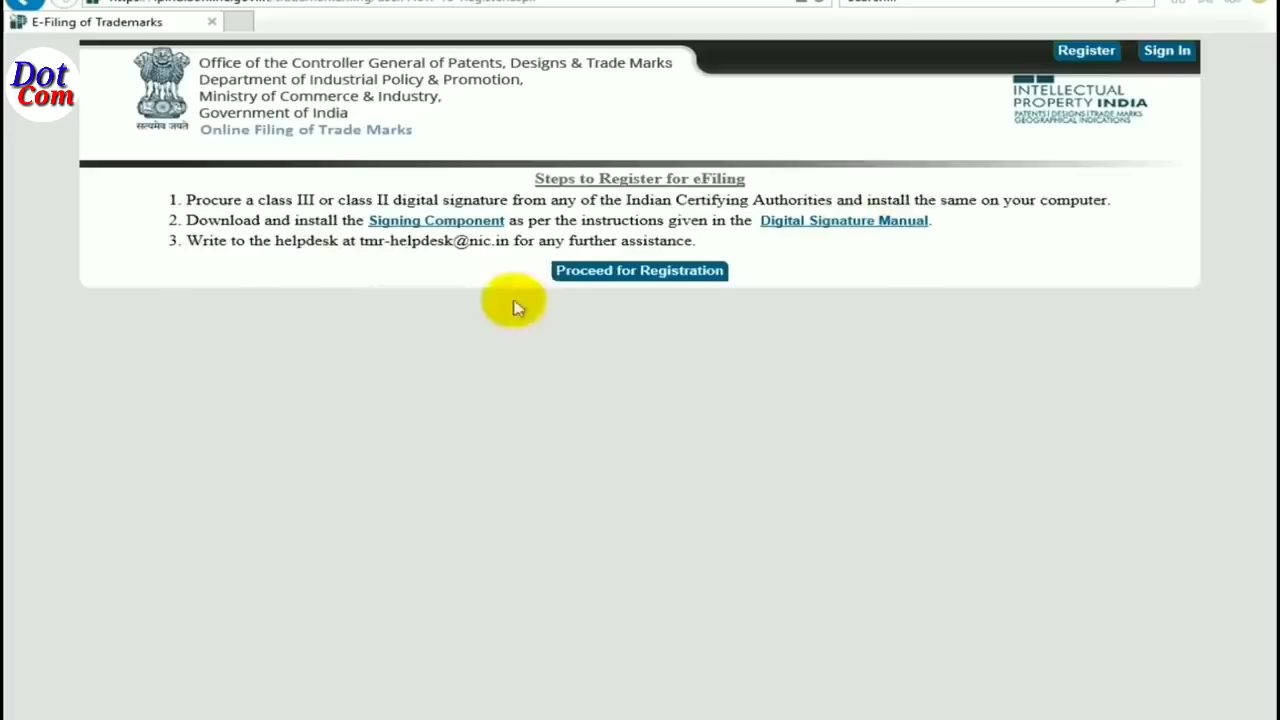 E-Filing of Trademarks
Dot
Com
Register
Sign In
Office of the Controller General of Patents, Designs & Trade Marks
Department of Industrial Policy & Promotion,
Ministry of Commerce & Industry,
Government of India
Online Filing of Trade Marks
सत्यमेव जयते
INTELLECTUAL
PROPERTY INDIA
PATENTS | DESIGNS | TRADE MARKS
GEOGRAPHICAL INDICATIONS
Steps to Register for eFiling
1. Procure a class III or class II digital signature from any of the Indian Certifying Authorities and install the same on your computer.
2. Download and install the Signing Component as per the instructions given in the Digital Signature Manual.
3. Write to the helpdesk at tmr-helpdesk@nic.in for any further assistance.
Proceed for Registration